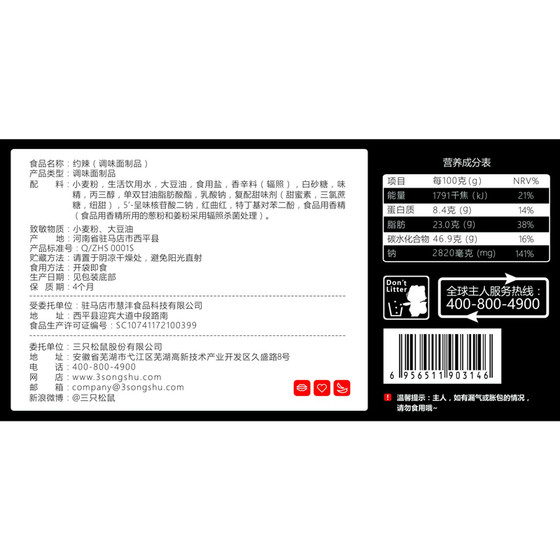 食品名称：约辣（调味面制品）
产品类型：调味面制品
配　　料：小麦粉，生活饮用水，大豆油，食用盐，香辛料（辐照），白砂糖，味
精，丙三醇，单双甘油脂肪酸酯，乳酸钠，复配甜味剂（甜蜜素，三氯蔗
糖，纽甜），5'-呈味核苷酸二钠，红曲红，特丁基对苯二酚，食品用香精
（食品用香精所用的葱粉和姜粉采用辐照杀菌处理）。
致敏物质：小麦粉、大豆油
产　　地：河南省驻马店市西平县
产品标准号：Q/ZHS 0001S
贮藏方法：请置于阴凉干燥处，避免阳光直射
食用方法：开袋即食
生产日期：见包装底部
保 质 期：4个月
受委托单位：驻马店市慧沣食品科技有限公司
地　　址：西平县迎宾大道中段路南
食品生产许可证编号：SC10741172100399
委托单位：三只松鼠股份有限公司
地　　址：安徽省芜湖市弋江区芜湖高新技术产业开发区久盛路8号
电　　话：400-800-4900
网　　店：www.3songshu.com
邮　　箱：company@3songshu.com
新浪微博：@三只松鼠
营养成分表
项目 每100克(g) NRV%
能量 1791千焦 (kJ) 21%
蛋白质 8.4克 (g) 14%
脂肪 23.0克 (g) 38%
碳水化合物 46.9克 (g) 16%
钠 2820毫克 (mg) 141%
Don't
Litter
全球主人服务热线：
400-800-4900
6 956511 903146
温馨提示：主人，如有漏气或胀包的情况，
请勿食用哦~